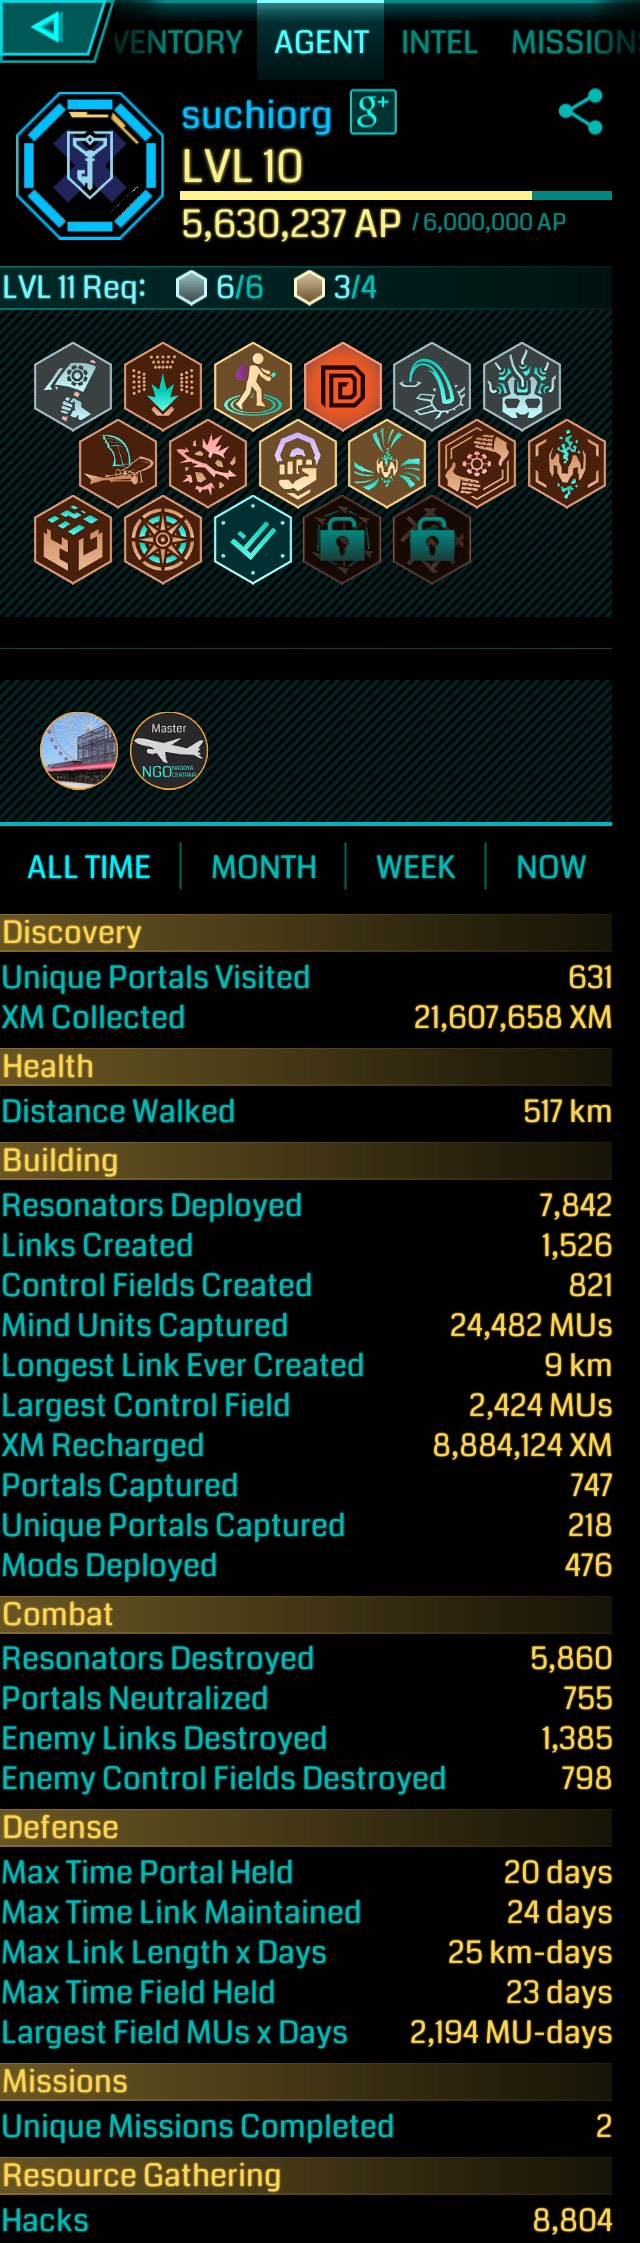 VENTORY AGENT INTEL MISSION
suchiorg g+
LVL 10
5,630,237 AP / 6,000,000 AP
LVL 11 Req: 6/6 3/4
Master
NGO NAGOYA CENTRAIR
ALL TIME MONTH WEEK NOW
Discovery
Unique Portals Visited 631
XM Collected 21,607,658 XM
Health
Distance Walked 517 km
Building
Resonators Deployed 7,842
Links Created 1,526
Control Fields Created 821
Mind Units Captured 24,482 MUs
Longest Link Ever Created 9 km
Largest Control Field 2,424 MUs
XM Recharged 8,884,124 XM
Portals Captured 747
Unique Portals Captured 218
Mods Deployed 476
Combat
Resonators Destroyed 5,860
Portals Neutralized 755
Enemy Links Destroyed 1,385
Enemy Control Fields Destroyed 798
Defense
Max Time Portal Held 20 days
Max Time Link Maintained 24 days
Max Link Length x Days 25 km-days
Max Time Field Held 23 days
Largest Field MUs x Days 2,194 MU-days
Missions
Unique Missions Completed 2
Resource Gathering
Hacks 8,804